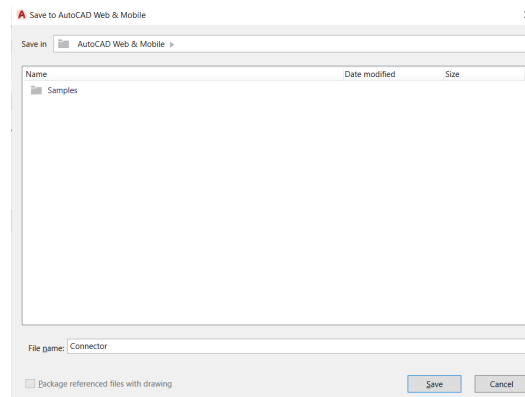 Save to AutoCAD Web & Mobile
Save in AutoCAD Web & Mobile
Name Date modified Size
Samples
File name: Connector
Package referenced files with drawing Save Cancel